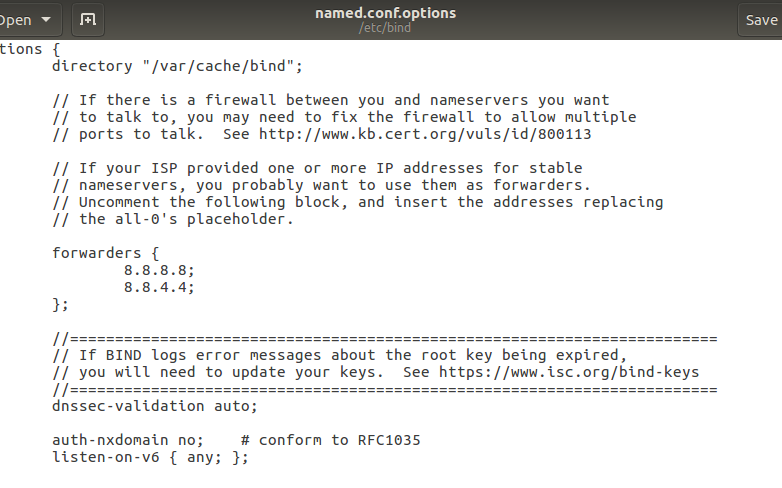 Open
named.conf.options
/etc/bind
Save
tions {
directory "/var/cache/bind";
// If there is a firewall between you and nameservers you want
// to talk to, you may need to fix the firewall to allow multiple
// ports to talk.  See http://www.kb.cert.org/vuls/id/800113
// If your ISP provided one or more IP addresses for stable
// nameservers, you probably want to use them as forwarders.
// Uncomment the following block, and insert the addresses replacing
// the all-0's placeholder.
forwarders {
8.8.8.8;
8.8.4.4;
};
//========================================================================
// If BIND logs error messages about the root key being expired,
// you will need to update your keys.  See https://www.isc.org/bind-keys
//========================================================================
dnssec-validation auto;
auth-nxdomain no;    # conform to RFC1035
listen-on-v6 { any; };